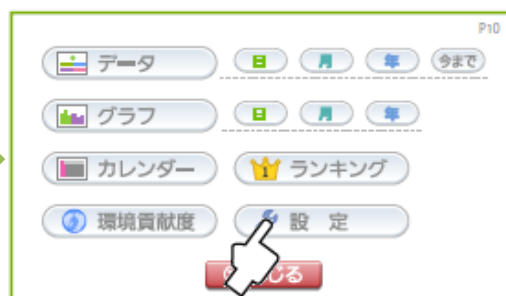 P10
データ 日 月 年 今まで
グラフ 日 月 年
カレンダー 1 ランキング
環境貢献度 設 定
じる